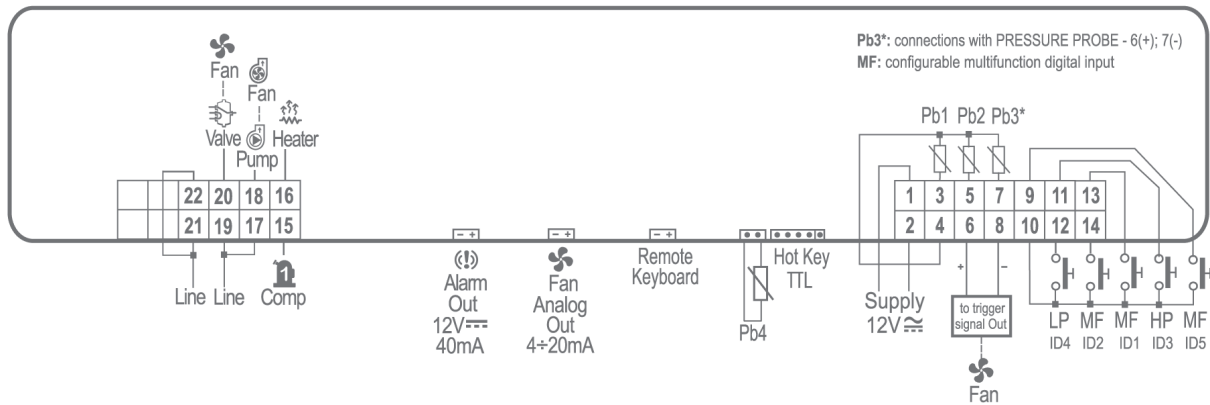 Pb3*: connections with PRESSURE PROBE - 6(+); 7(-)
MF: configurable multifunction digital input
Fan
Fan
Valve
Heater
Pump
Pb1 Pb2 Pb3*
22 20 18 16
21 19 17 15
1 3 5 7 9 11 13
2 4 6 8 10 12 14
- +
- +
- +
Line Line
1
Comp
(!)
Alarm
Out
12V
40mA
Fan
Analog
Out
4÷20mA
Remote
Keyboard
Pb4
Hot Key
TTL
Supply
12V
+ –
to trigger
signal Out
Fan
LP MF MF HP MF
ID4 ID2 ID1 ID3 ID5